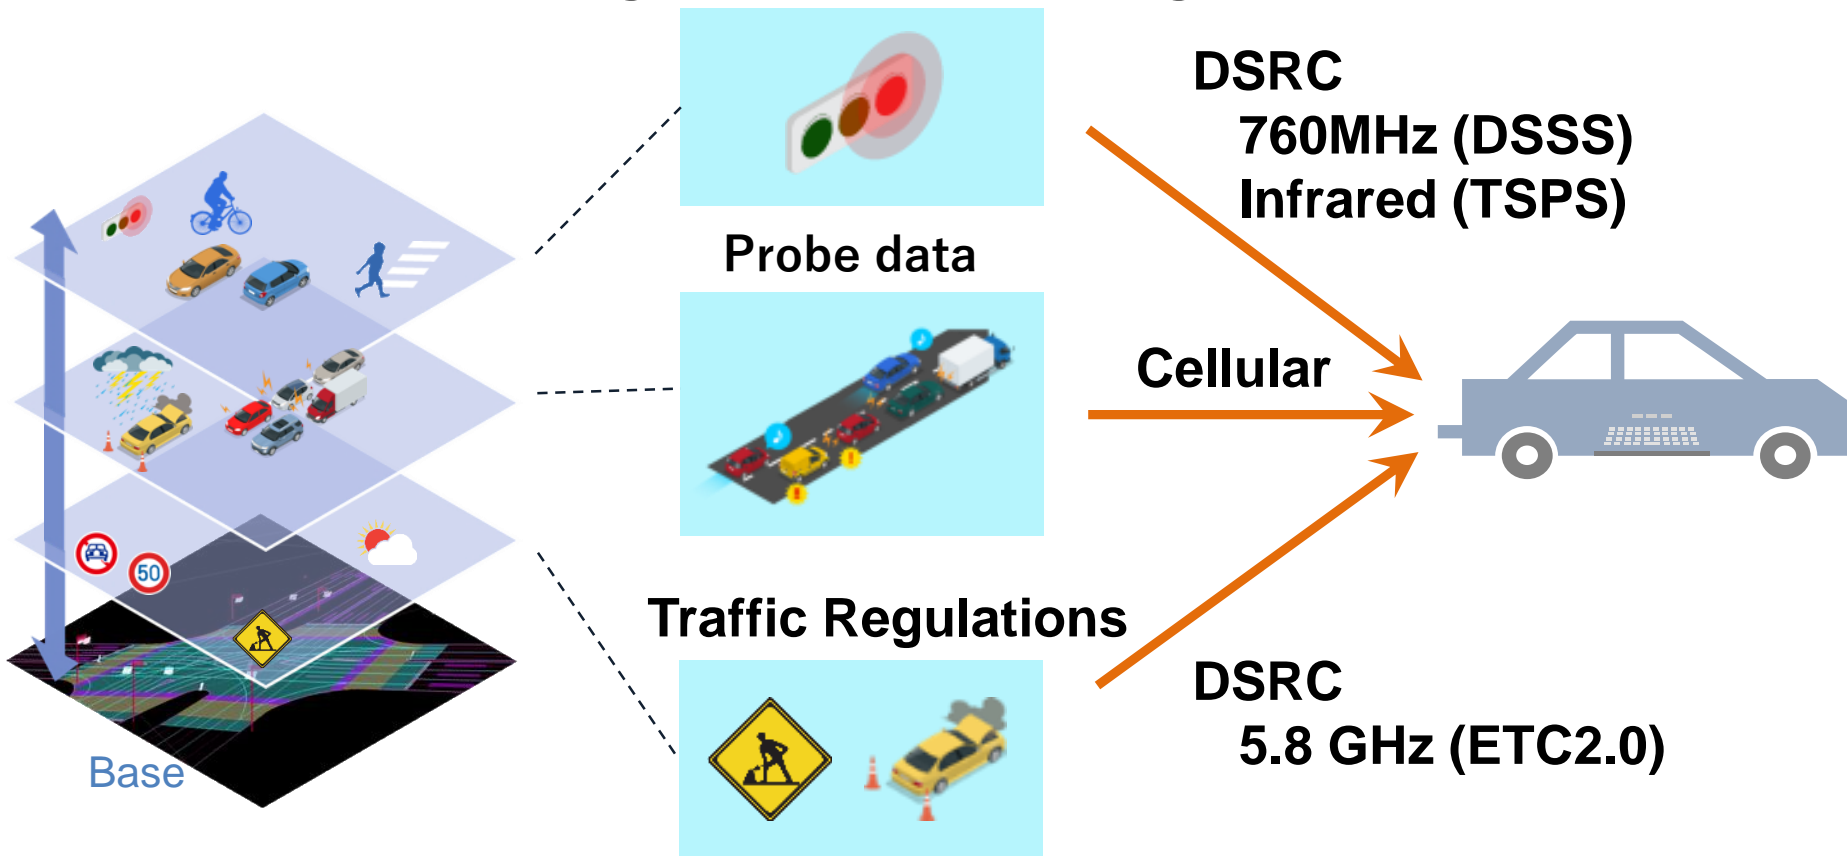 DSRC
760MHz (DSSS)
Infrared (TSPS)
Probe data
Cellular
50
Traffic Regulations
DSRC
5.8 GHz (ETC2.0)
Base